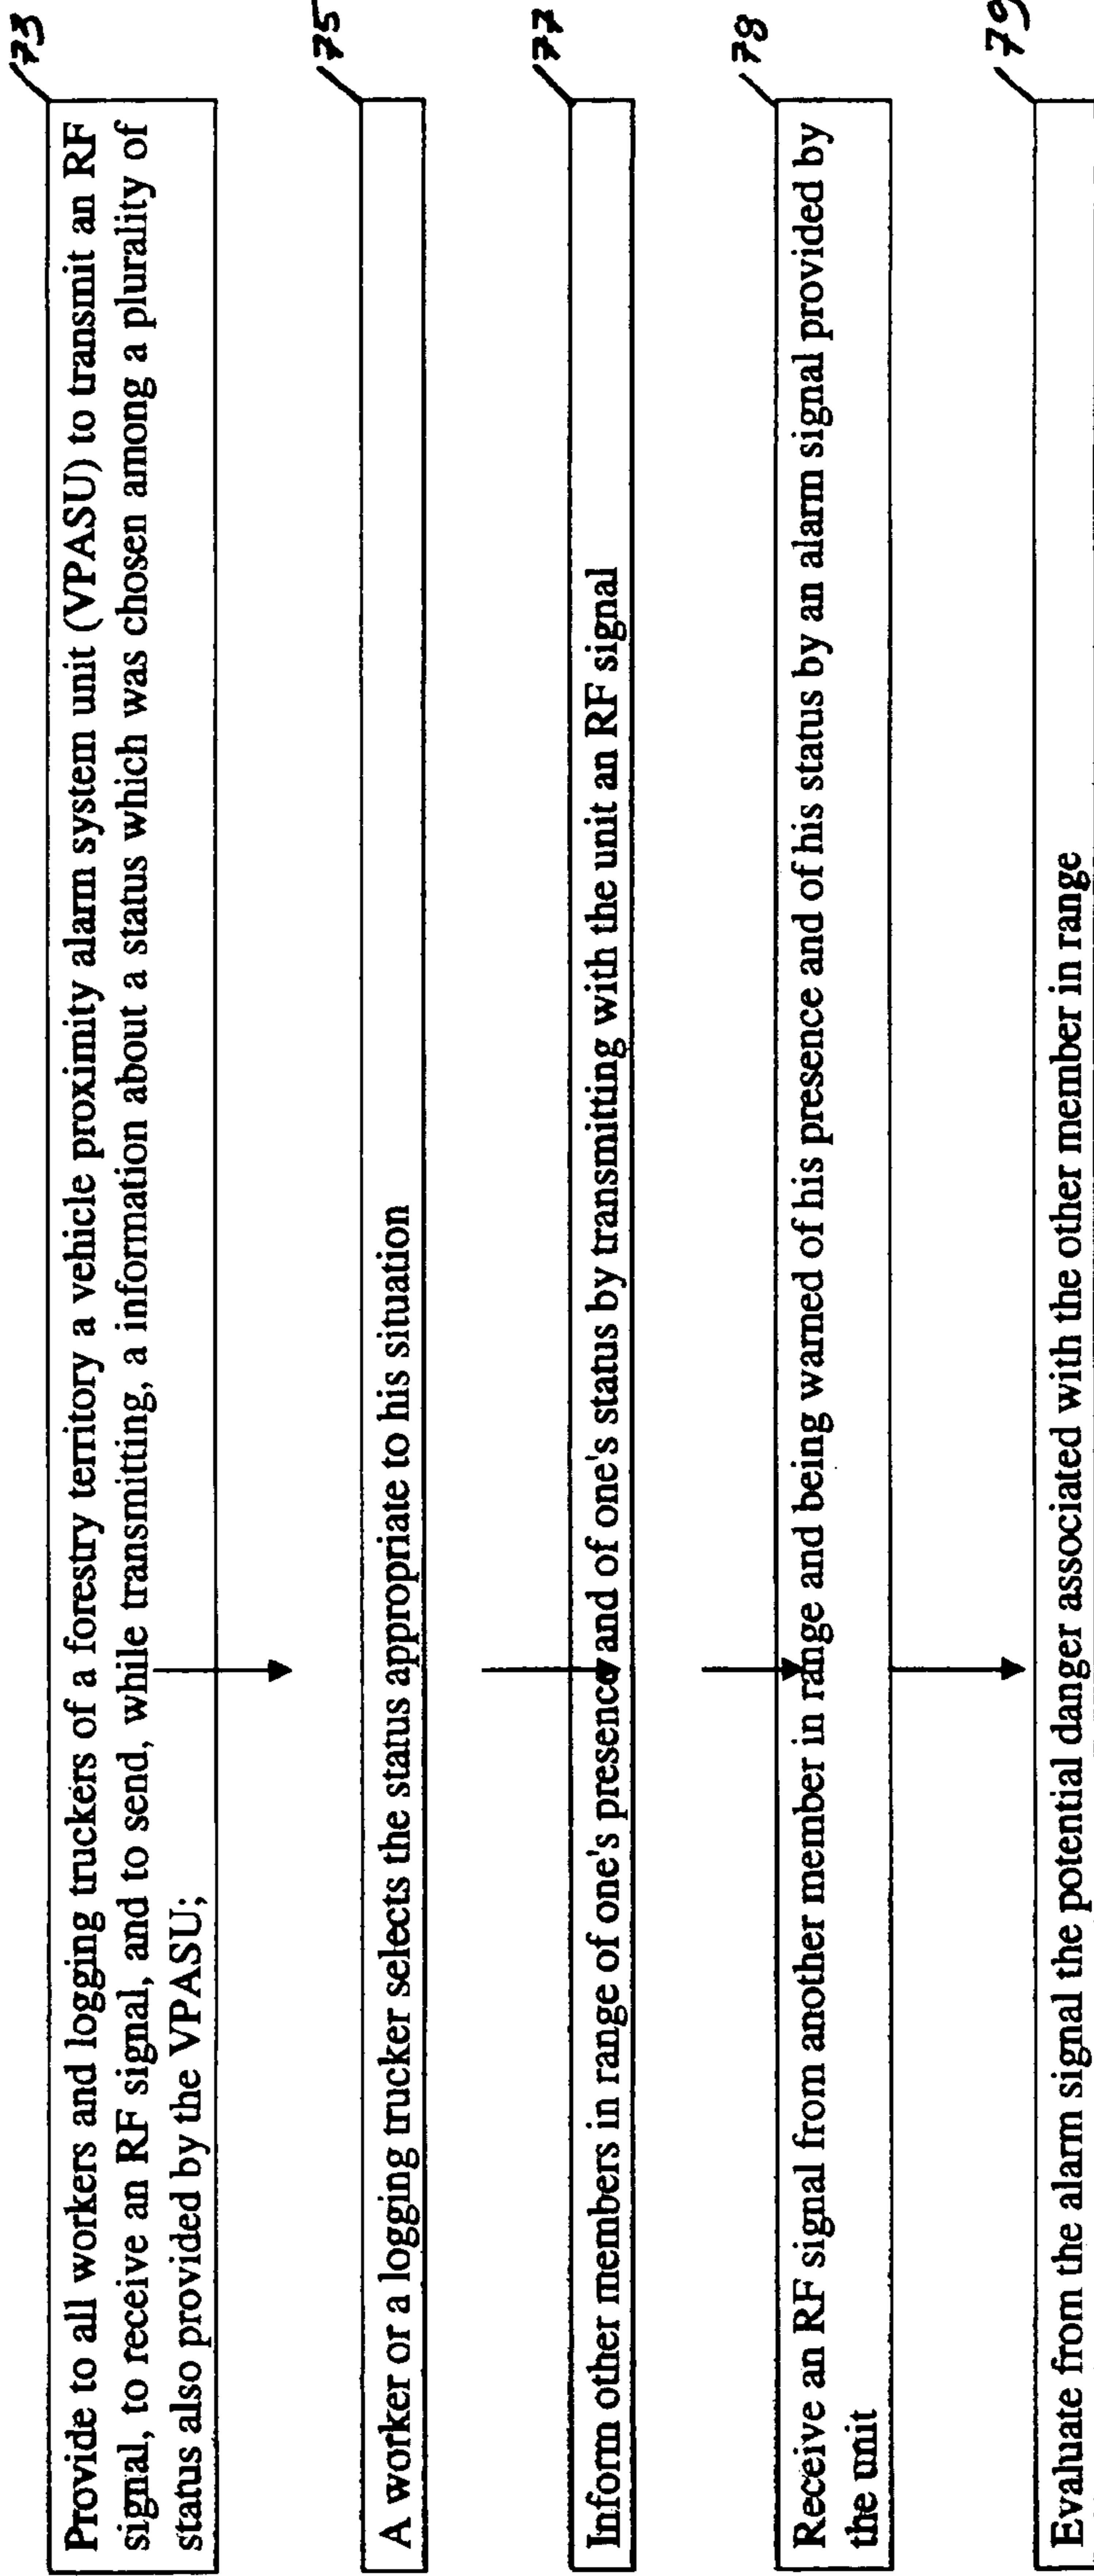 73
Provide to all workers and logging truckers of a forestry territory a vehicle proximity alarm system unit (VPASU) to transmit an RF
signal, to receive an RF signal, and to send, while transmitting, a information about a status which was chosen among a plurality of
status also provided by the VPASU;
75
A worker or a logging trucker selects the status appropriate to his situation
77
Inform other members in range of one's presence and of one's status by transmitting with the unit an RF signal
78
Receive an RF signal from another member in range and being warned of his presence and of his status by an alarm signal provided by
the unit
79
Evaluate from the alarm signal the potential danger associated with the other member in range